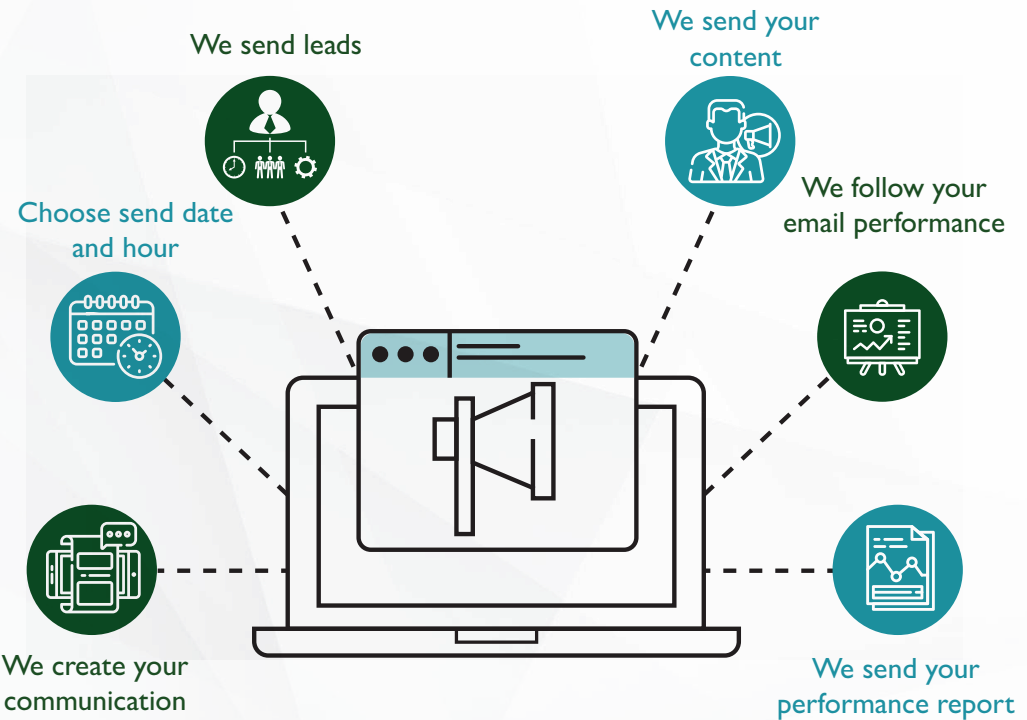 We send leads
We send your
content
Choose send date
and hour
We follow your
email performance
We create your
communication
We send your
performance report